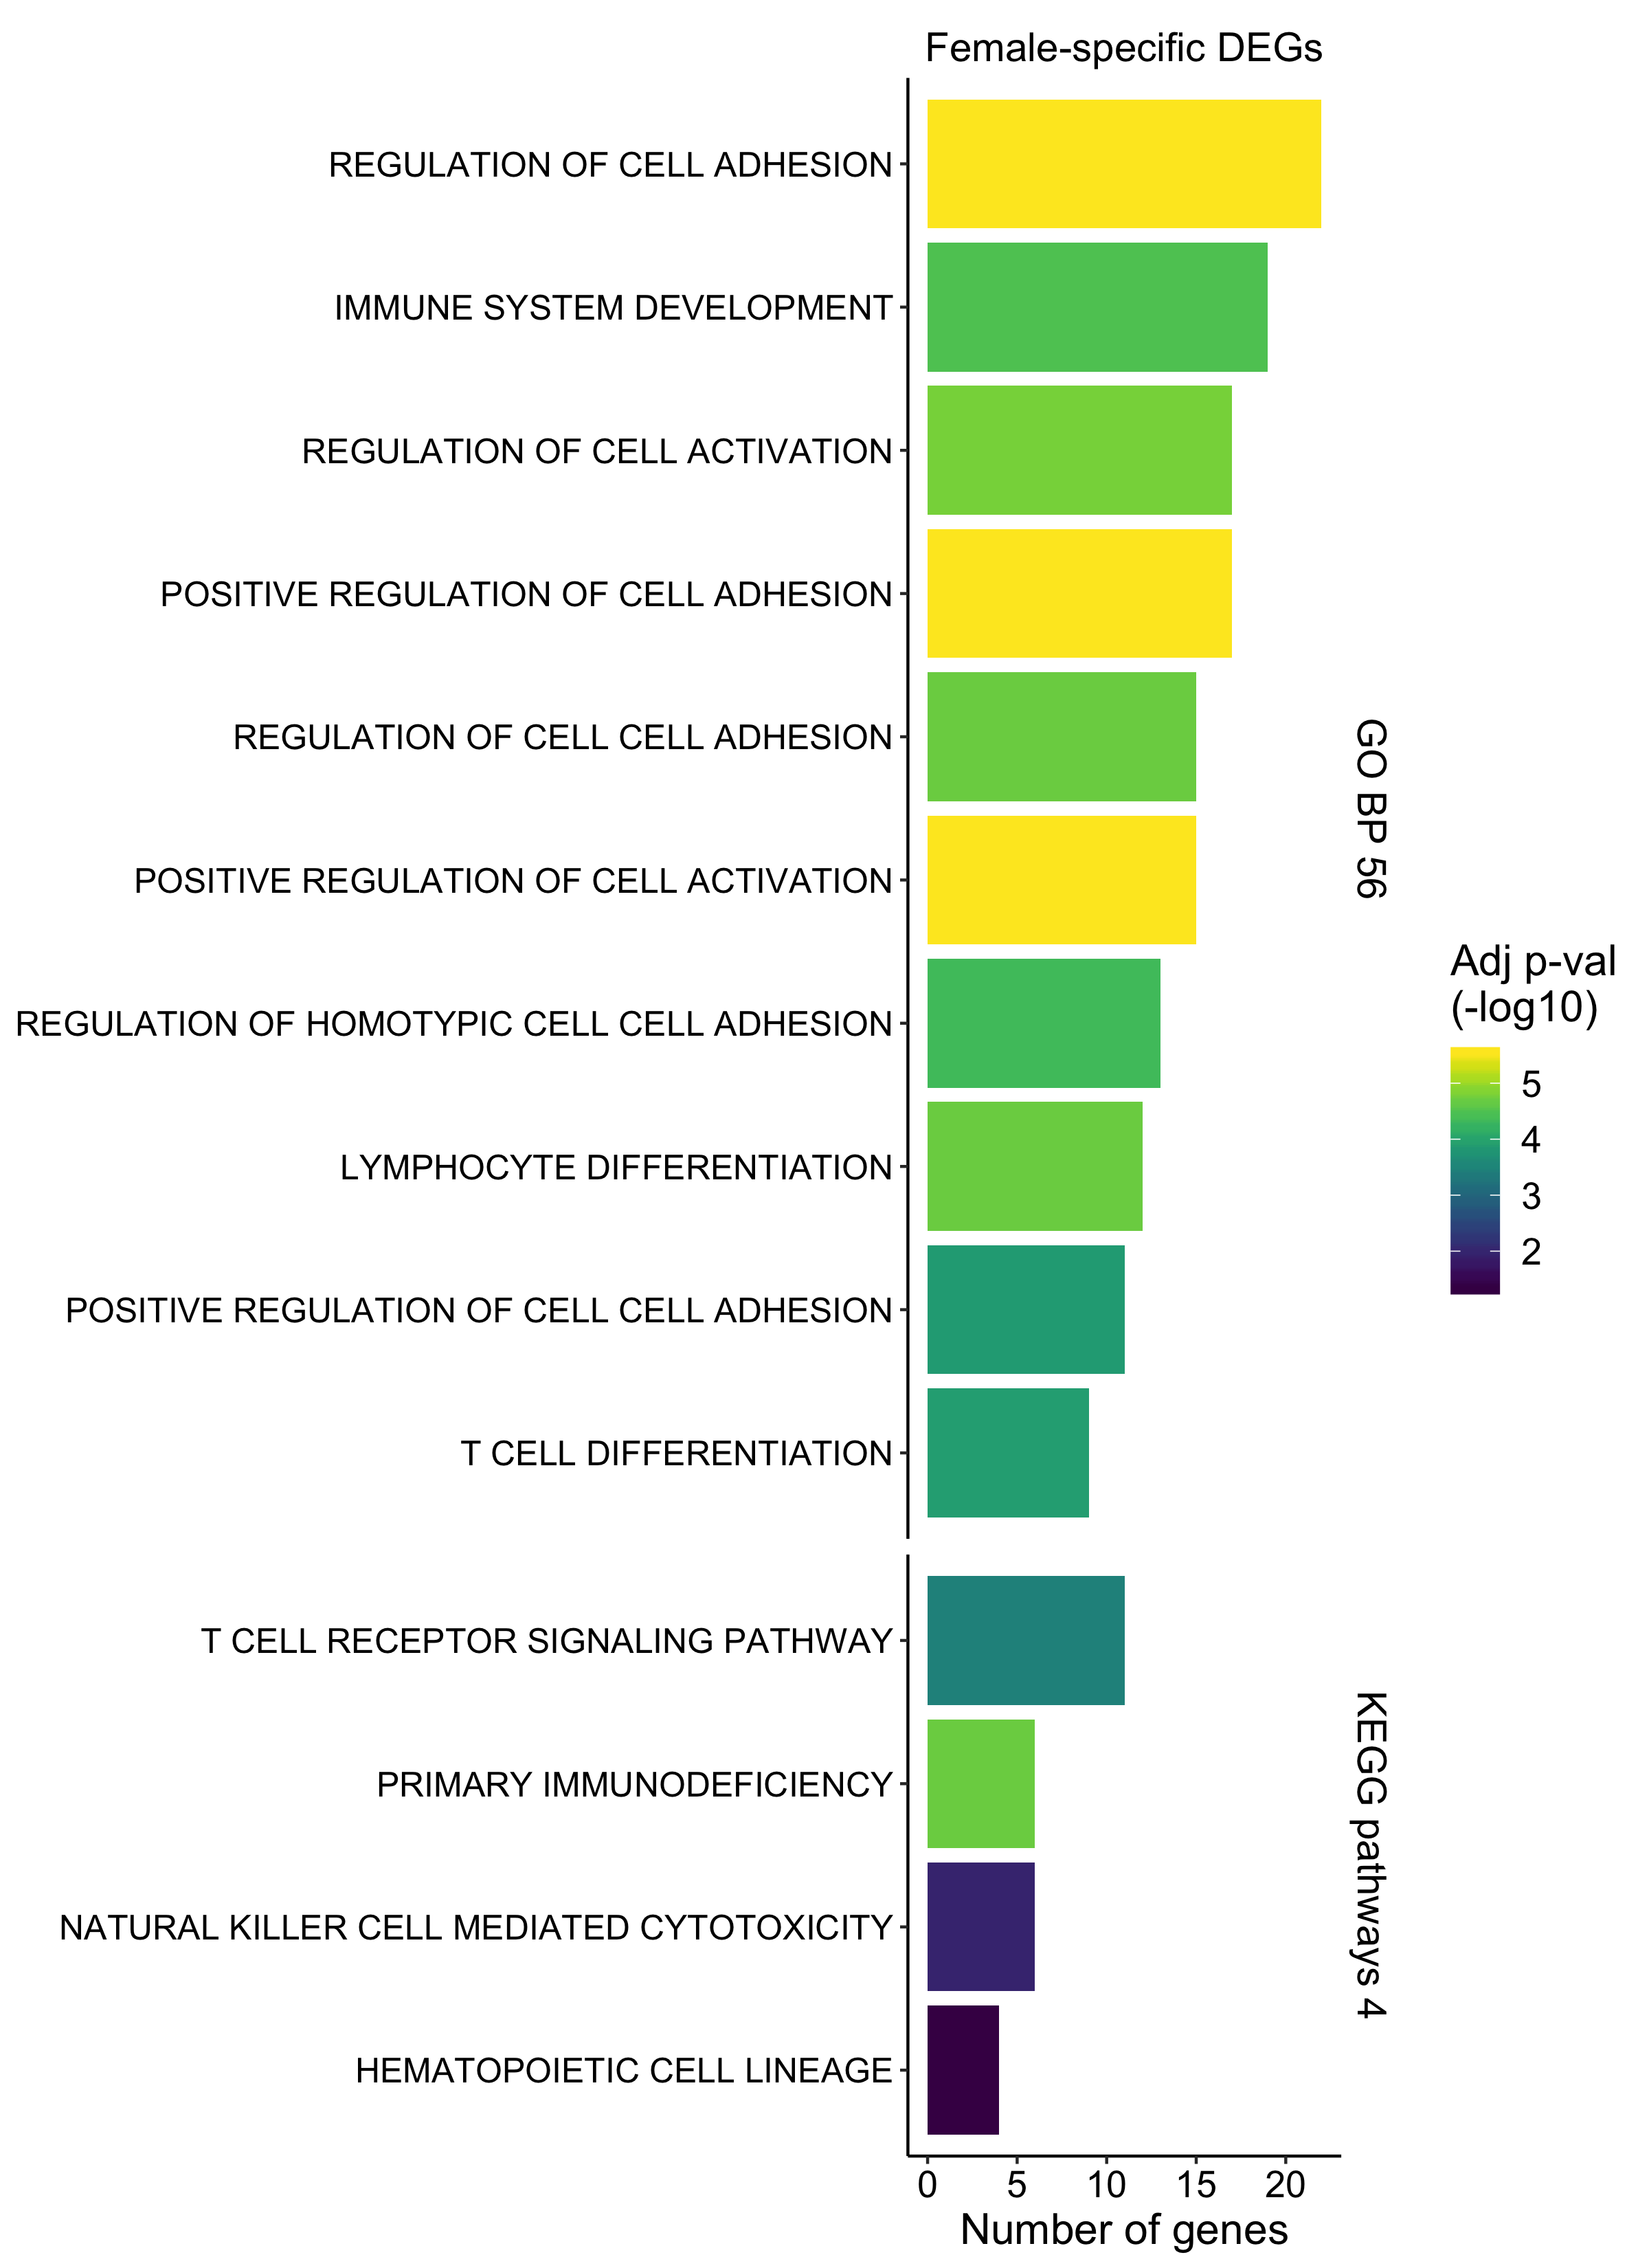 Female-specific DEGs
REGULATION OF CELL ADHESION
IMMUNE SYSTEM DEVELOPMENT
REGULATION OF CELL ACTIVATION
POSITIVE REGULATION OF CELL ADHESION
REGULATION OF CELL CELL ADHESION
POSITIVE REGULATION OF CELL ACTIVATION
REGULATION OF HOMOTYPIC CELL CELL ADHESION
LYMPHOCYTE DIFFERENTIATION
POSITIVE REGULATION OF CELL CELL ADHESION
T CELL DIFFERENTIATION
GO BP 56
T CELL RECEPTOR SIGNALING PATHWAY
PRIMARY IMMUNODEFICIENCY
NATURAL KILLER CELL MEDIATED CYTOTOXICITY
HEMATOPOIETIC CELL LINEAGE
KEGG pathways 4
0 5 10 15 20
Number of genes
Adj p-val
(-log10)
5
4
3
2